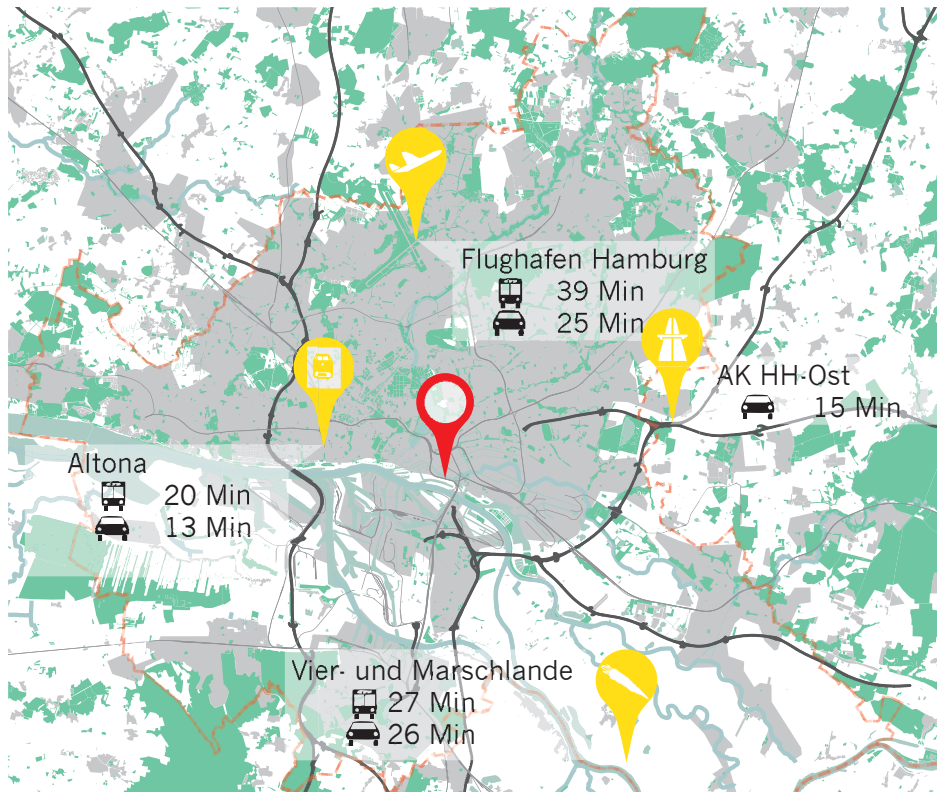 Flughafen Hamburg
39 Min
25 Min
AK HH-Ost
15 Min
Altona
20 Min
13 Min
Vier- und Marschlande
27 Min
26 Min